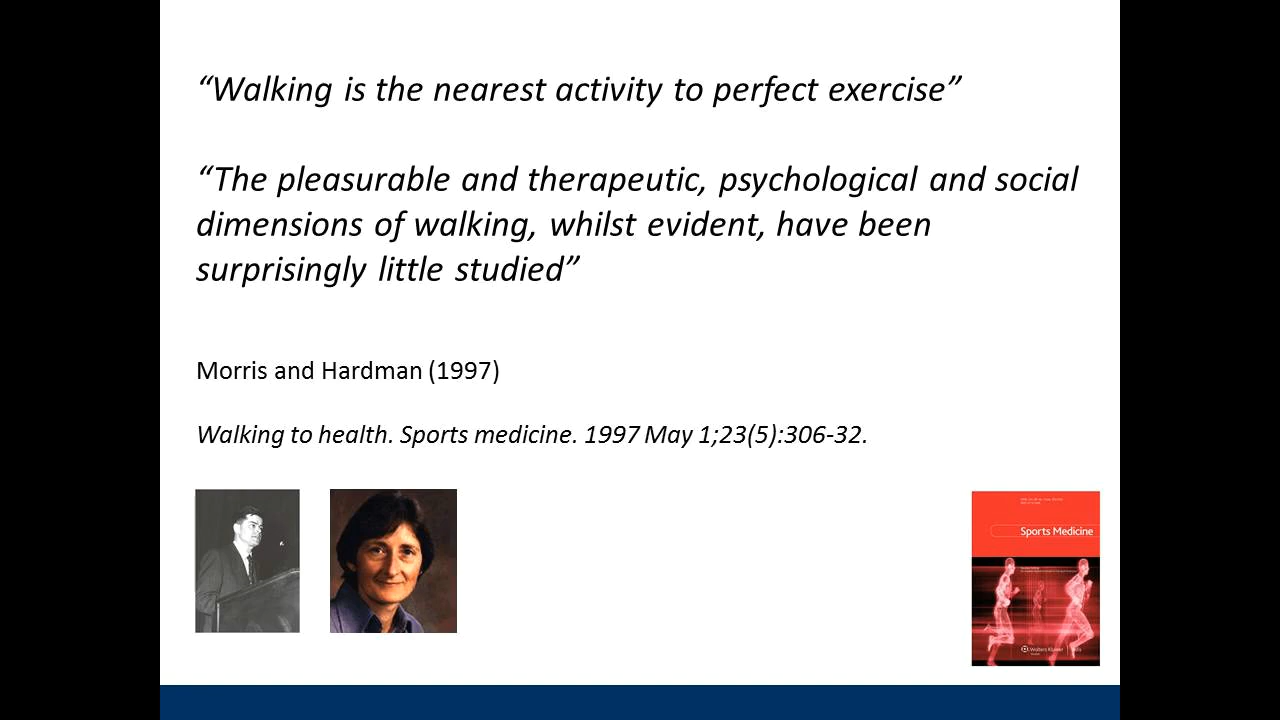 “Walking is the nearest activity to perfect exercise”
“The pleasurable and therapeutic, psychological and social
dimensions of walking, whilst evident, have been
surprisingly little studied”
Morris and Hardman (1997)
Walking to health. Sports medicine. 1997 May 1;23(5):306-32.
Sports Medicine
Wolters Kluwer